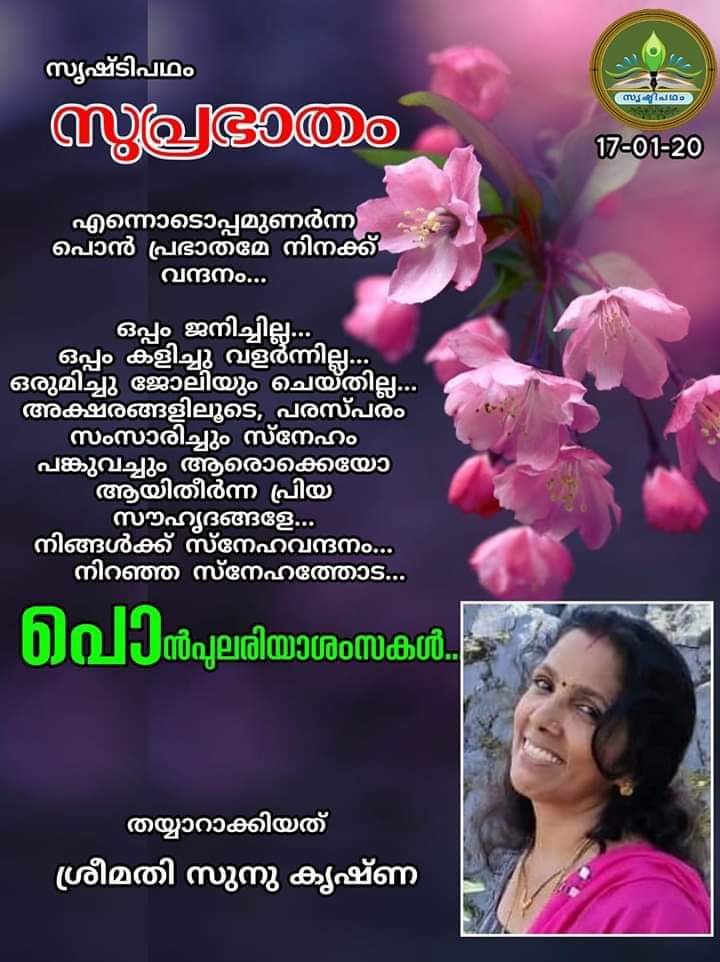 സൃഷ്ടിപഥം
സുപ്രഭാതം
സൃഷ്ടിപഥം
17-01-20
എന്നൊടൊപ്പമുണർന്ന
പൊൻ പ്രഭാതമേ നിനക്ക്
വന്ദനം...
ഒപ്പം ജനിച്ചില്ല...
ഒപ്പം കളിച്ചു വളർന്നില്ല...
ഒരുമിച്ചു ജോലിയും ചെയ്തില്ല...
അക്ഷരങ്ങളിലൂടെ, പരസ്പരം
സംസാരിച്ചും സ്നേഹം
പങ്കുവച്ചും ആരൊക്കെയോ
ആയിതീർന്ന പ്രിയ
സൗഹൃദങ്ങളേ...
നിങ്ങൾക്ക് സ്നേഹവന്ദനം...
നിറഞ്ഞ സ്നേഹത്തോട...
പൊൻപുലരിയാശംസകൾ..
തയ്യാറാക്കിയത്
ശ്രീമതി സുനു കൃഷ്ണ